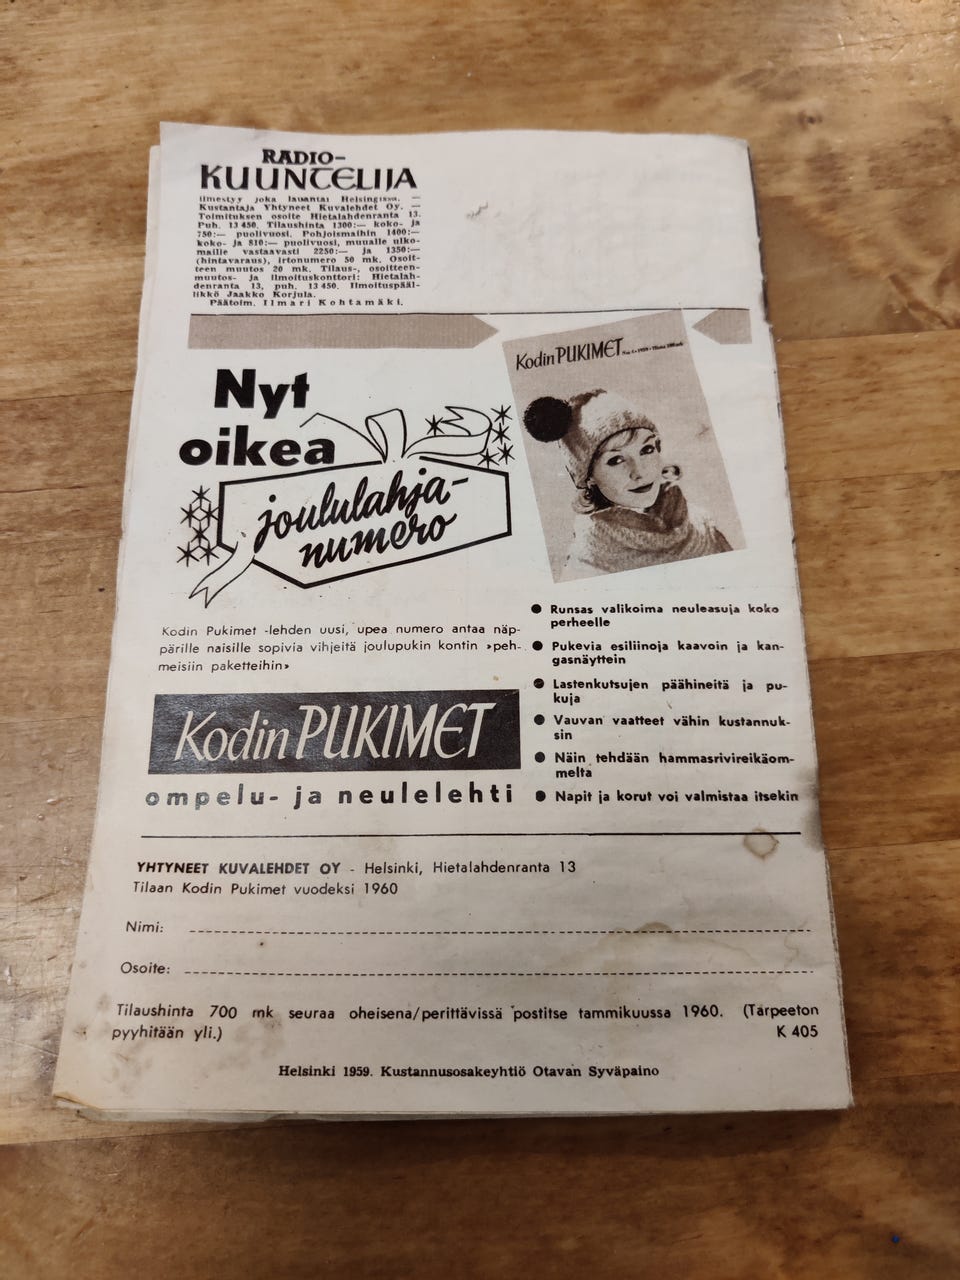 RADIO-
KUUNTELIJA
ilmestyy joka lauantai Helsingissä. —
Kustantaja Yhtyneet Kuvalehdet Oy. —
Toimituksen osoite Hietalahdenranta 13.
Puh. 13 450. Tilaushinta 1300:— koko- ja
750:— puolivuosi. Pohjoismaihin 1400:—
koko- ja 810:— puolivuosi, muualle ulko-
maille vastaavasti 2250:— ja 1350:—
(hintavaraus), irtonumero 50 mk. Osoit-
teen muutos 20 mk. Tilaus-, osoitteen-
muutos- ja ilmoituskonttori: Hietalah-
denranta 13, puh. 13 450. Ilmoituspääl-
likkö Jaakko Korjula.
Päätoim. Ilmari Kohtamäki.
Kodin PUKIMET
Nyt
oikea
joululahja-
numero
Kodin Pukimet -lehden uusi, upea numero antaa näp-
pärille naisille sopivia vihjeitä joulupukin kontin »peh-
meisiin paketteihin»
Kodin PUKIMET
ompelu- ja neulelehti
● Runsas valikoima neuleasuja koko
perheelle
● Pukevia esiliinoja kaavoin ja kan-
gasnäyttein
● Lastenkutsujen päähineitä ja pu-
kuja
● Vauvan vaatteet vähin kustannuk-
sin
● Näin tehdään hammasrivireikäom-
melta
● Napit ja korut voi valmistaa itsekin
YHTYNEET KUVALEHDET OY - Helsinki, Hietalahdenranta 13
Tilaan Kodin Pukimet vuodeksi 1960
Nimi:
Osoite:
Tilaushinta 700 mk seuraa oheisena/perittävissä postitse tammikuussa 1960. (Tarpeeton
pyyhitään yli.) K 405
Helsinki 1959. Kustannusosakeyhtiö Otavan Syväpaino